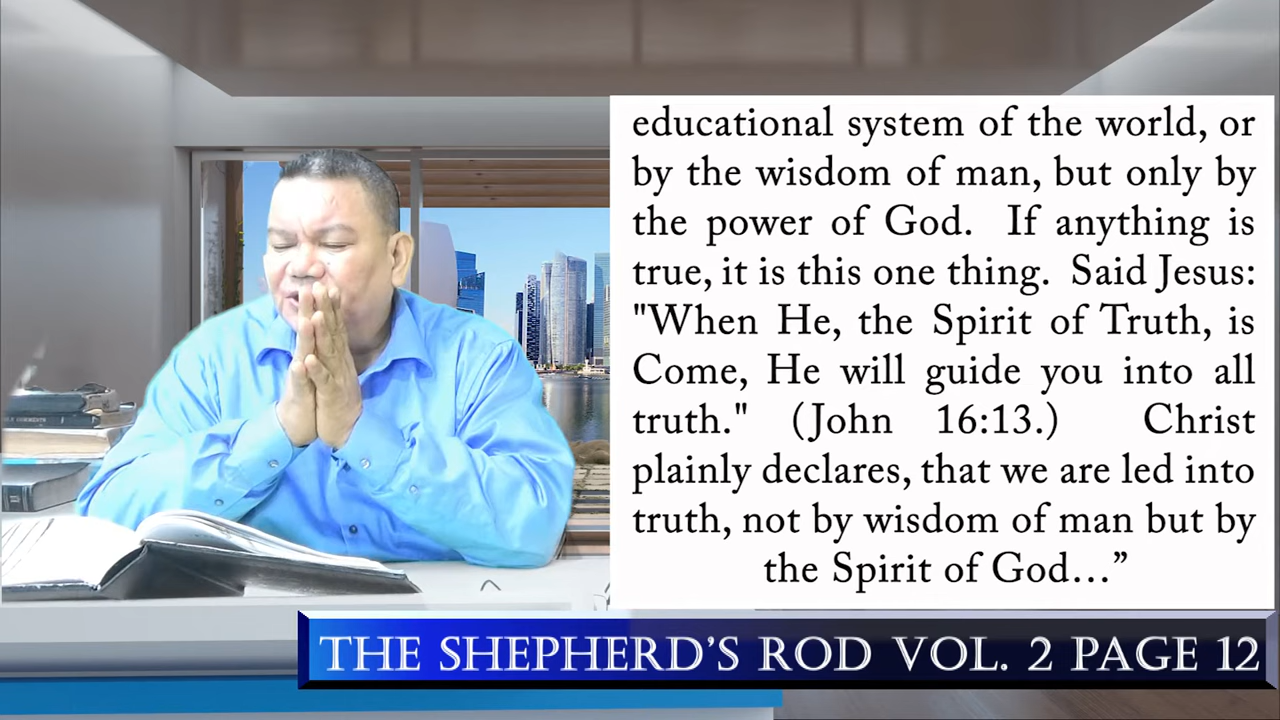 educational system of the world, or
by the wisdom of man, but only by
the power of God. If anything is
true, it is this one thing. Said Jesus:
"When He, the Spirit of Truth, is
Come, He will guide you into all
truth." (John 16:13.) Christ
plainly declares, that we are led into
truth, not by wisdom of man but by
the Spirit of God…”
THE SHEPHERD’S ROD VOL. 2 PAGE 12